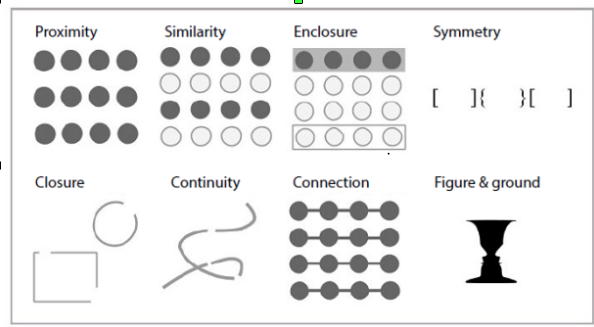 Proximity
Similarity
Enclosure
Symmetry
[ ]{ }[ ]
Closure
Continuity
Connection
Figure & ground